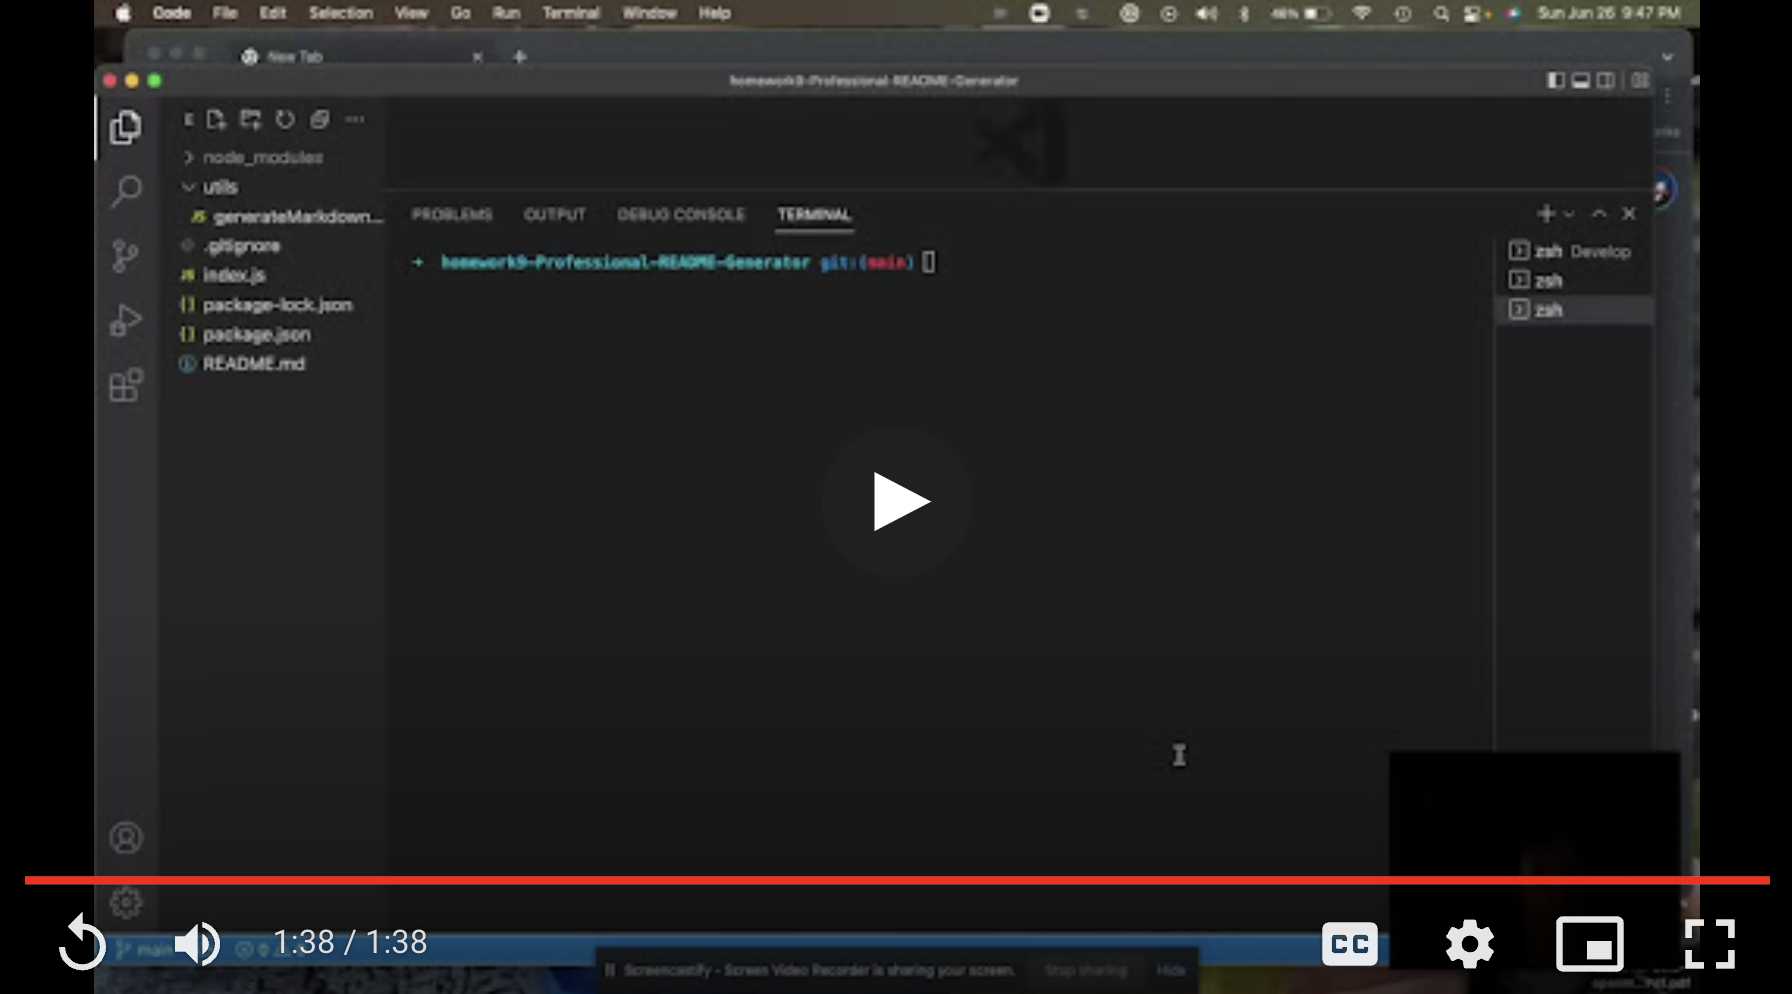 Code File Edit Selection View Go Run Terminal Window Help 46% Sun Jun 26 9:47 PM
New Tab
homework9-Professional-README-Generator
E
node_modules
utils
JS generateMarkdown...
.gitignore
JS index.js
{} package-lock.json
{} package.json
README.md
PROBLEMS OUTPUT DEBUG CONSOLE TERMINAL
homework9-Professional-README-Generator git:(main)
zsh Develop
zsh
zsh
main
1:38 / 1:38
CC
Screencastify - Screen Video Recorder is sharing your screen. Stop sharing Hide